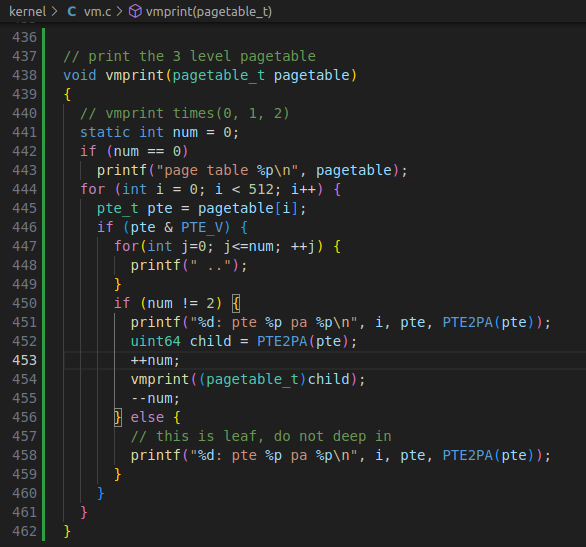 kernel > C vm.c > vmprint(pagetable_t)
436
437 // print the 3 level pagetable
438 void vmprint(pagetable_t pagetable)
439 {
440   // vmprint times(0, 1, 2)
441   static int num = 0;
442   if (num == 0)
443     printf("page table %p\n", pagetable);
444   for (int i = 0; i < 512; i++) {
445     pte_t pte = pagetable[i];
446     if (pte & PTE_V) {
447       for(int j=0; j<=num; ++j) {
448         printf(" ..");
449       }
450       if (num != 2) {
451         printf("%d: pte %p pa %p\n", i, pte, PTE2PA(pte));
452         uint64 child = PTE2PA(pte);
453         ++num;
454         vmprint((pagetable_t)child);
455         --num;
456       } else {
457         // this is leaf, do not deep in
458         printf("%d: pte %p pa %p\n", i, pte, PTE2PA(pte));
459       }
460     }
461   }
462 }